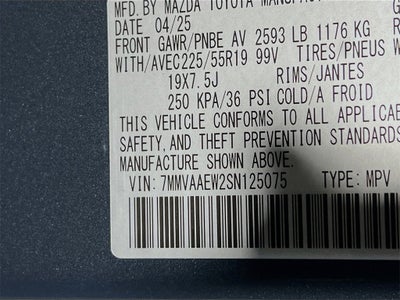 MFD. BY MAZDA TOYOTA
DATE 04/25
FRONT GAWR/PNBE AV 2593 LB 1176 KG
WITH/AVEC225/55R19 99V TIRES/PNEUS
19X7.5J RIMS/JANTES
250 KPA/36 PSI COLD/A FROID
THIS VEHICLE CONFORMS TO ALL
SAFETY, AND THEFT PREVENTION STANDARDS
MANUFACTURE SHOWN ABOVE.
VIN: 7MMVAAEW2SN125075 TYPE: MPV